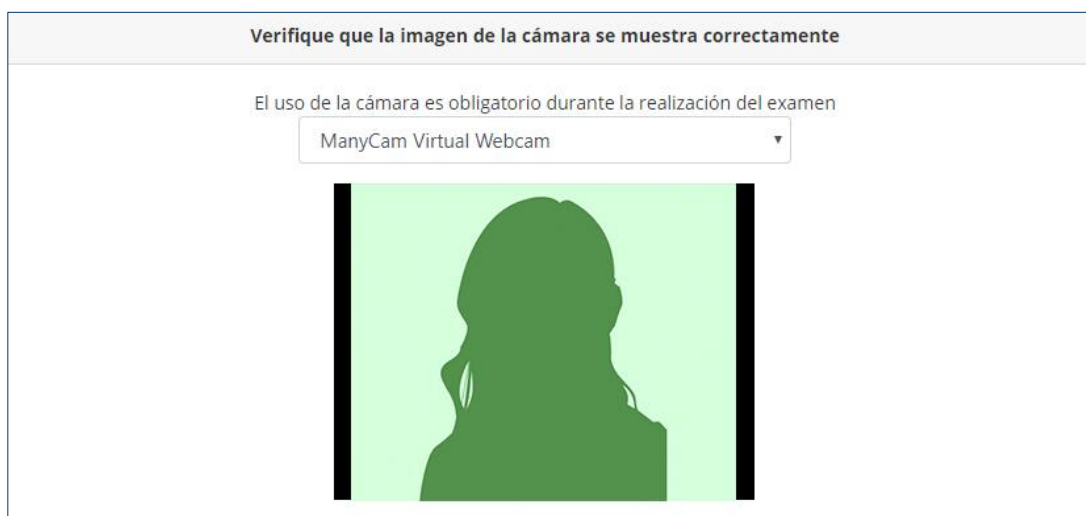 Verifique que la imagen de la cámara se muestra correctamente
El uso de la cámara es obligatorio durante la realización del examen
ManyCam Virtual Webcam